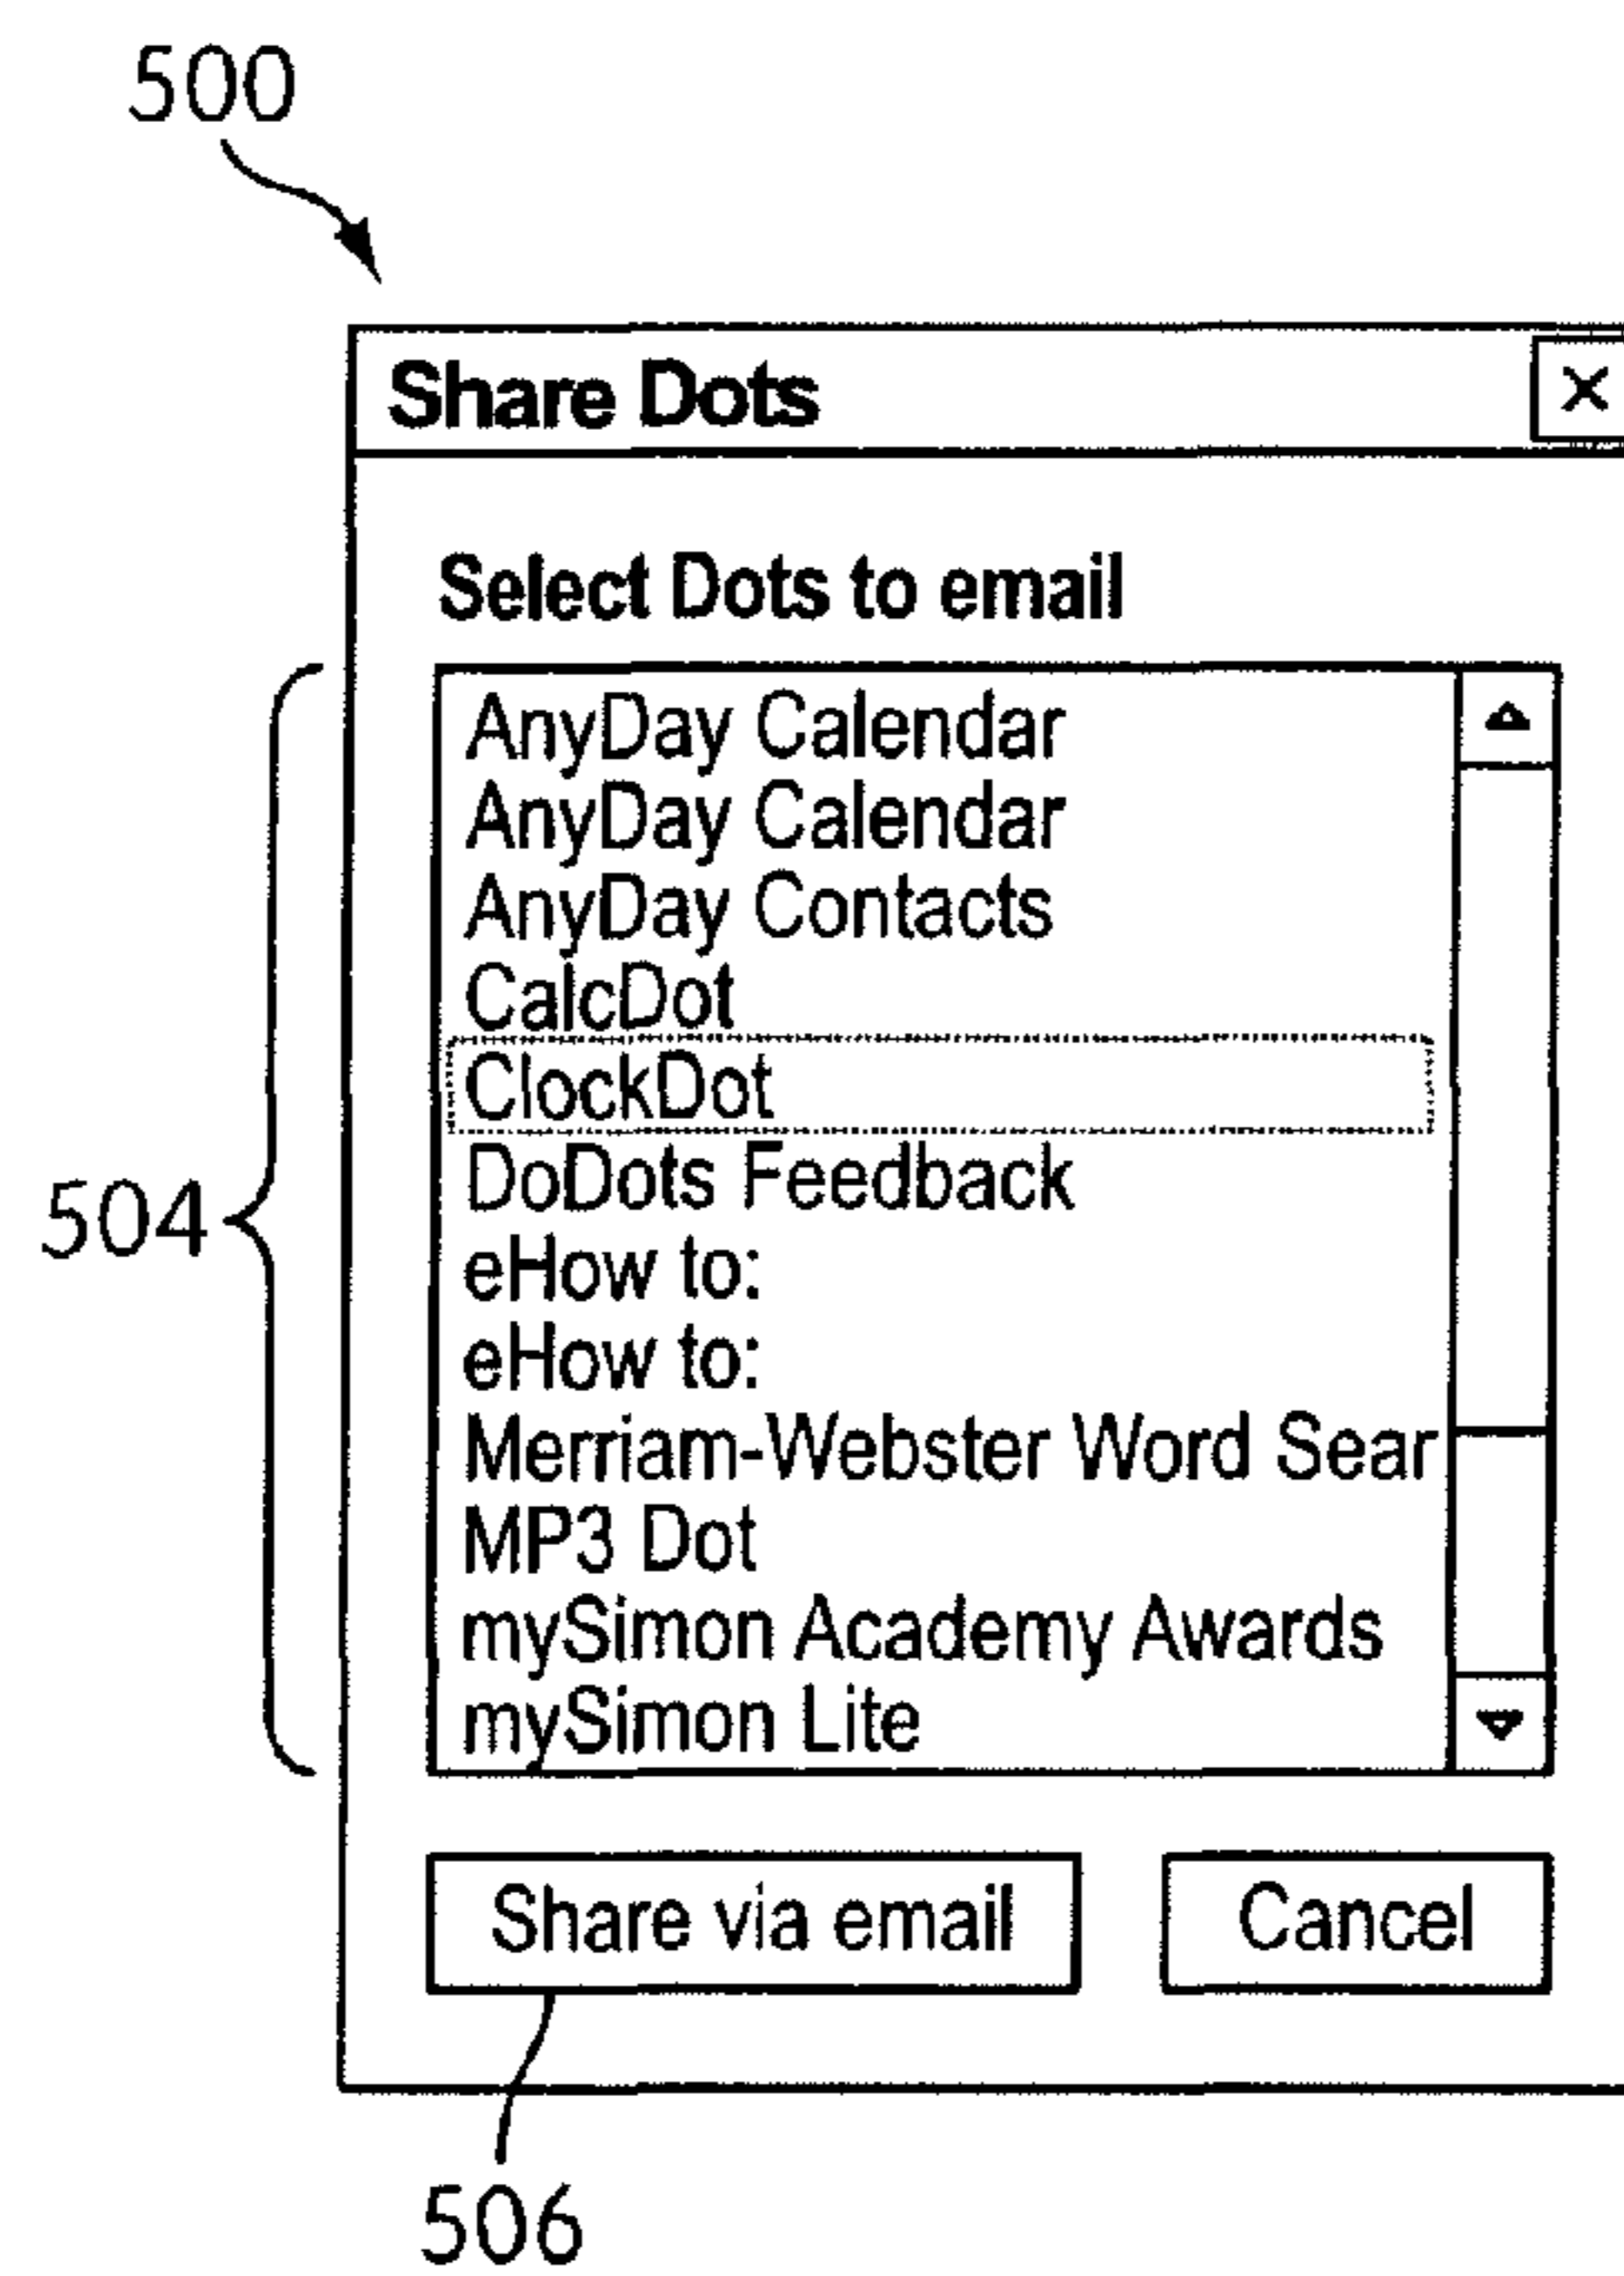 500
Share Dots X
Select Dots to email
AnyDay Calendar
AnyDay Calendar
AnyDay Contacts
CalcDot
ClockDot
DoDots Feedback
504
eHow to:
eHow to:
Merriam-Webster Word Sear
MP3 Dot
mySimon Academy Awards
mySimon Lite
Share via email Cancel
506